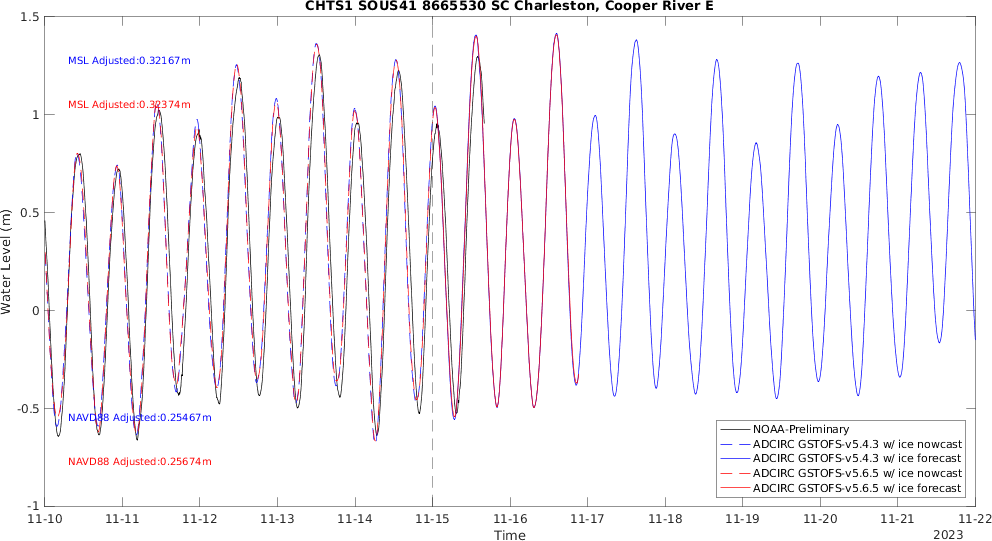 CHTS1 SOUS41 8665530 SC Charleston, Cooper River E
1.5
1
0.5
0
-0.5
-1
Water Level (m)
MSL Adjusted:0.32167m
MSL Adjusted:0.32374m
NAVD88 Adjusted:0.25467m
NAVD88 Adjusted:0.25674m
NOAA-Preliminary
ADCIRC GSTOFS-v5.4.3 w/ ice nowcast
ADCIRC GSTOFS-v5.4.3 w/ ice forecast
ADCIRC GSTOFS-v5.6.5 w/ ice nowcast
ADCIRC GSTOFS-v5.6.5 w/ ice forecast
11-10 11-11 11-12 11-13 11-14 11-15 11-16 11-17 11-18 11-19 11-20 11-21 11-22
Time
2023